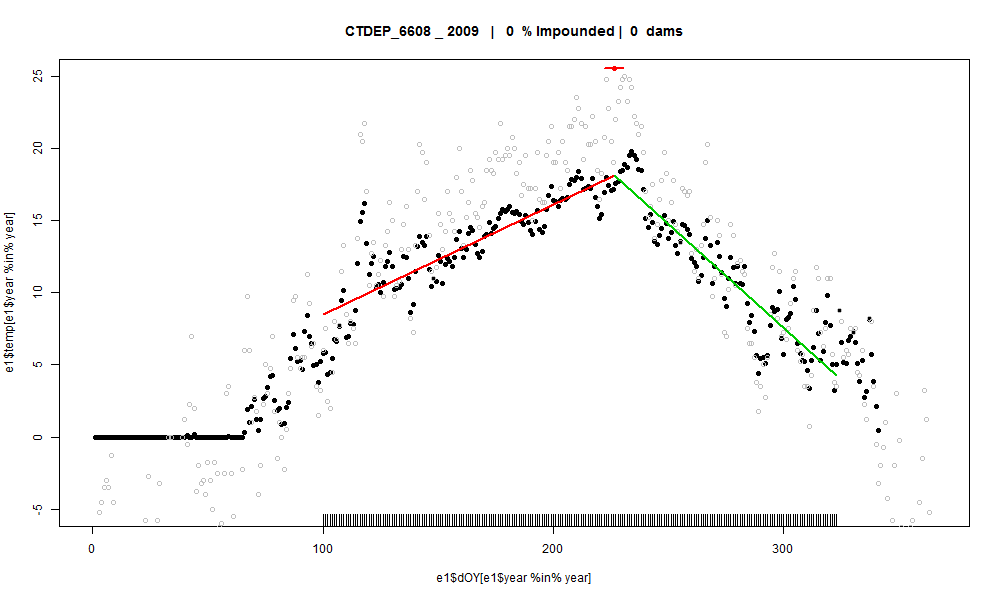 CTDEP_6608 _ 2009 | 0 % Impounded | 0 dams
25
20
15
10
5
0
-5
e1$temp[e1$year %in% year]
0 100 200 300
e1$dOY[e1$year %in% year]